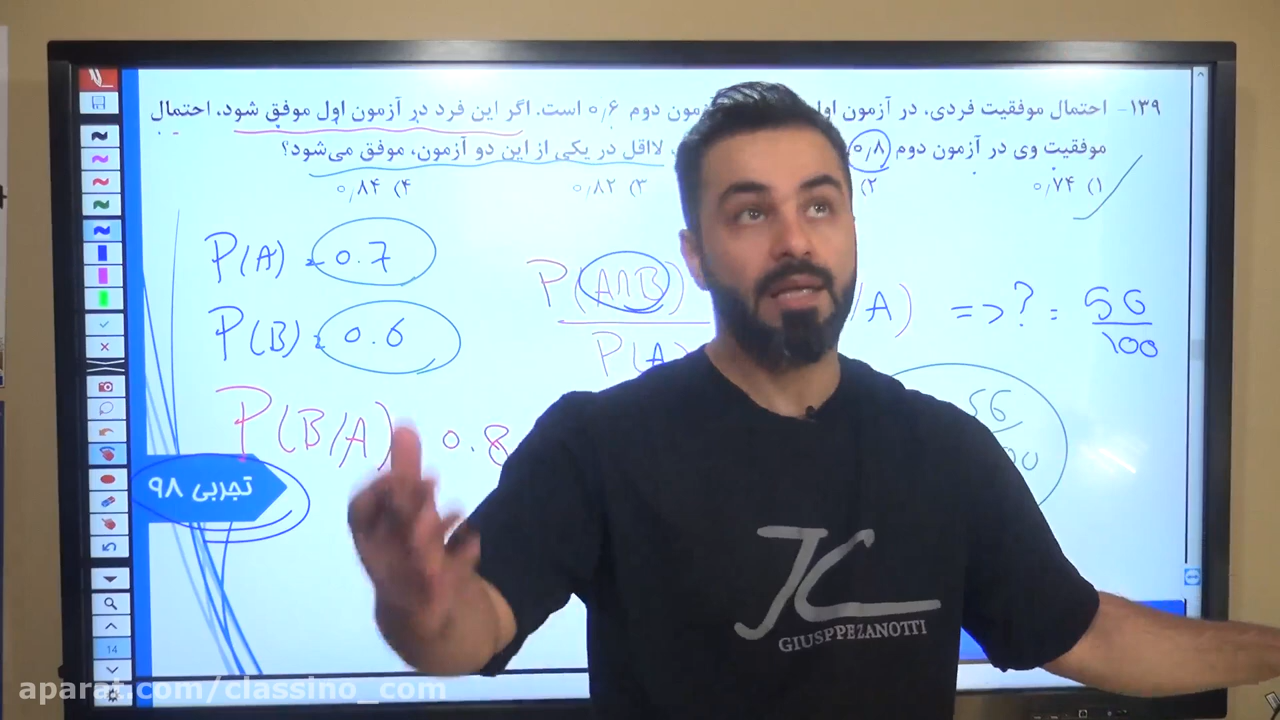 ۱۳۹– احتمال موفقیت فردی، در آزمون اول آزمون دوم ۰٫۶ است. اگر این فرد در آزمون اول موفق شود، احتمال
موفقیت وی در آزمون دوم ۰٫۸ لااقل در یکی از این دو آزمون، موفق می‌شود؟
۱) ۰٫۷۴ ۲) ۳) ۰٫۸۲ ۴) ۰٫۸۴
P(A) = 0.7
P(A∩B) /A) => ? = 56
100
P(B) = 0.6
P(A
56
P(B/A) 0.8
تجربی ۹۸
JC
GIUSPPEZANOTTI
14
aparat.com/classino_com